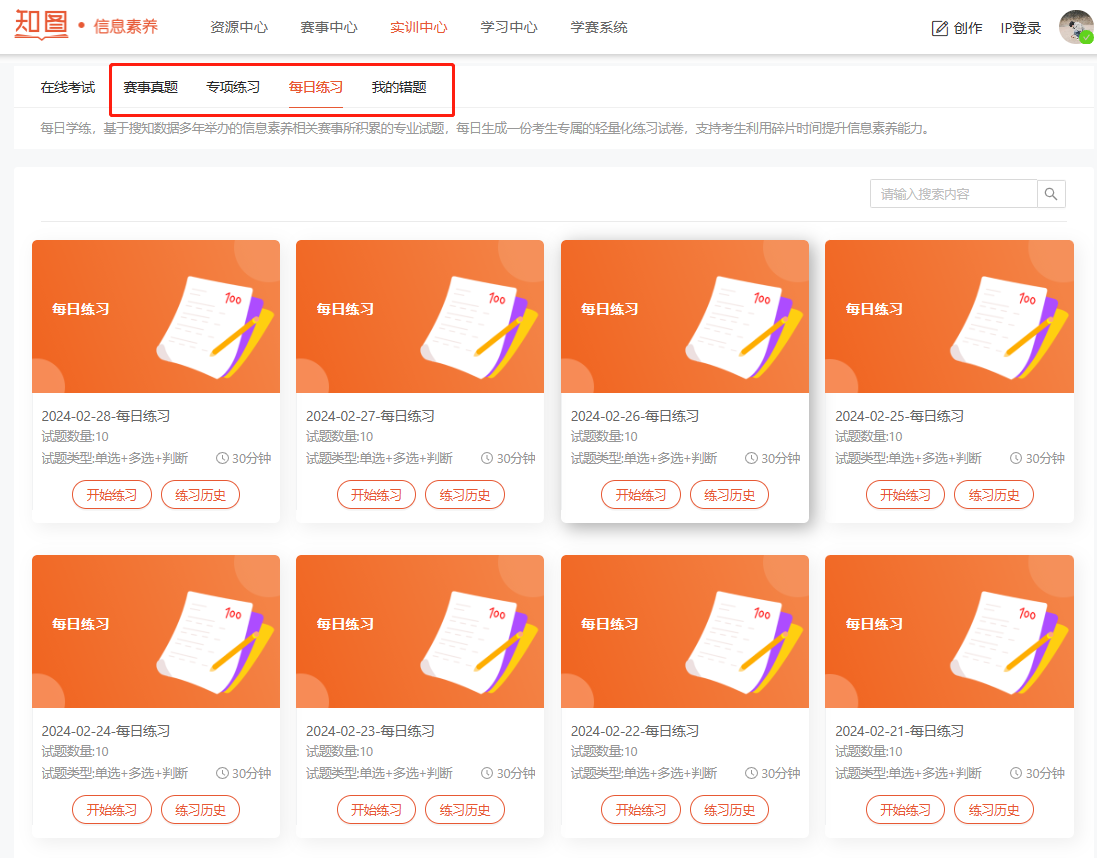 知图·信息素养 资源中心 赛事中心 实训中心 学习中心 学赛系统 创作 IP登录
在线考试 赛事真题 专项练习 每日练习 我的错题
每日学练，基于搜知数据多年举办的信息素养相关赛事所积累的专业试题，每日生成一份考生专属的轻量化练习试卷，支持考生利用碎片时间提升信息素养能力。
请输入搜索内容
每日练习 100 每日练习 100 每日练习 100 每日练习 100
2024-02-28-每日练习 2024-02-27-每日练习 2024-02-26-每日练习 2024-02-25-每日练习
试题数量:10 试题数量:10 试题数量:10 试题数量:10
试题类型:单选+多选+判断 30分钟 试题类型:单选+多选+判断 30分钟 试题类型:单选+多选+判断 30分钟 试题类型:单选+多选+判断 30分钟
开始练习 练习历史 开始练习 练习历史 开始练习 练习历史 开始练习 练习历史
每日练习 100 每日练习 100 每日练习 100 每日练习 100
2024-02-24-每日练习 2024-02-23-每日练习 2024-02-22-每日练习 2024-02-21-每日练习
试题数量:10 试题数量:10 试题数量:10 试题数量:10
试题类型:单选+多选+判断 30分钟 试题类型:单选+多选+判断 30分钟 试题类型:单选+多选+判断 30分钟 试题类型:单选+多选+判断 30分钟
开始练习 练习历史 开始练习 练习历史 开始练习 练习历史 开始练习 练习历史